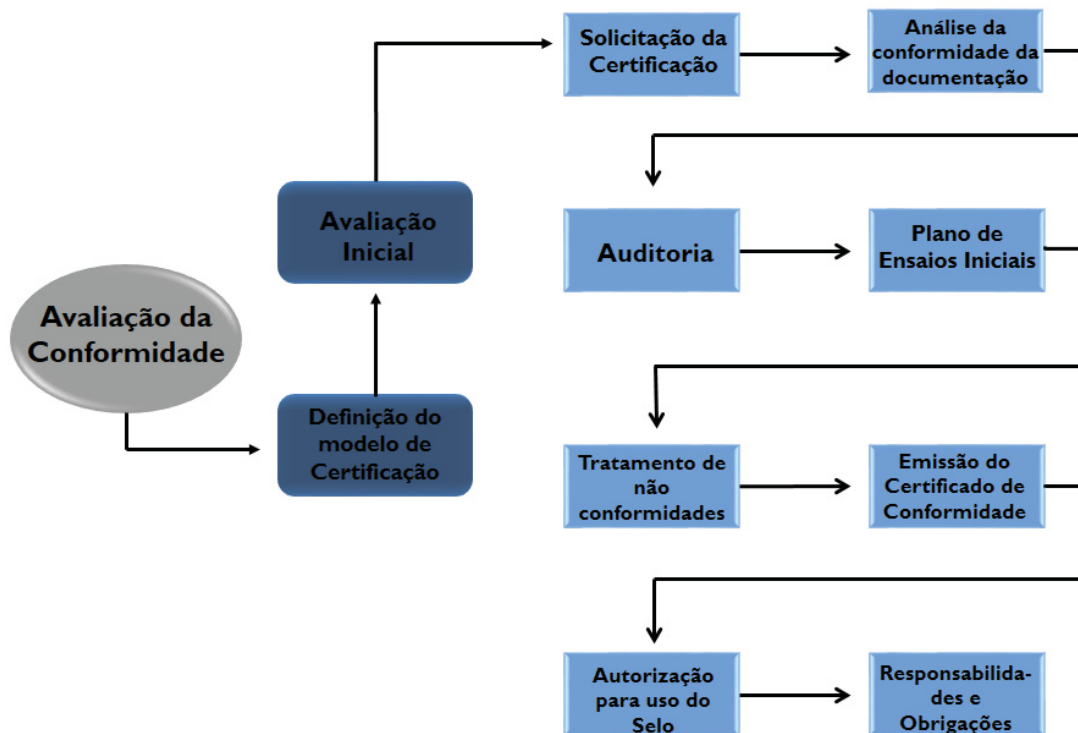 Avaliação da
Conformidade
Definição do
modelo de
Certificação
Avaliação
Inicial
Solicitação da
Certificação
Análise da
conformidade da
documentação
Auditoria
Plano de
Ensaios Iniciais
Tratamento de
não
conformidades
Emissão do
Certificado de
Conformidade
Autorização
para uso do
Selo
Responsabilida-
des e
Obrigações